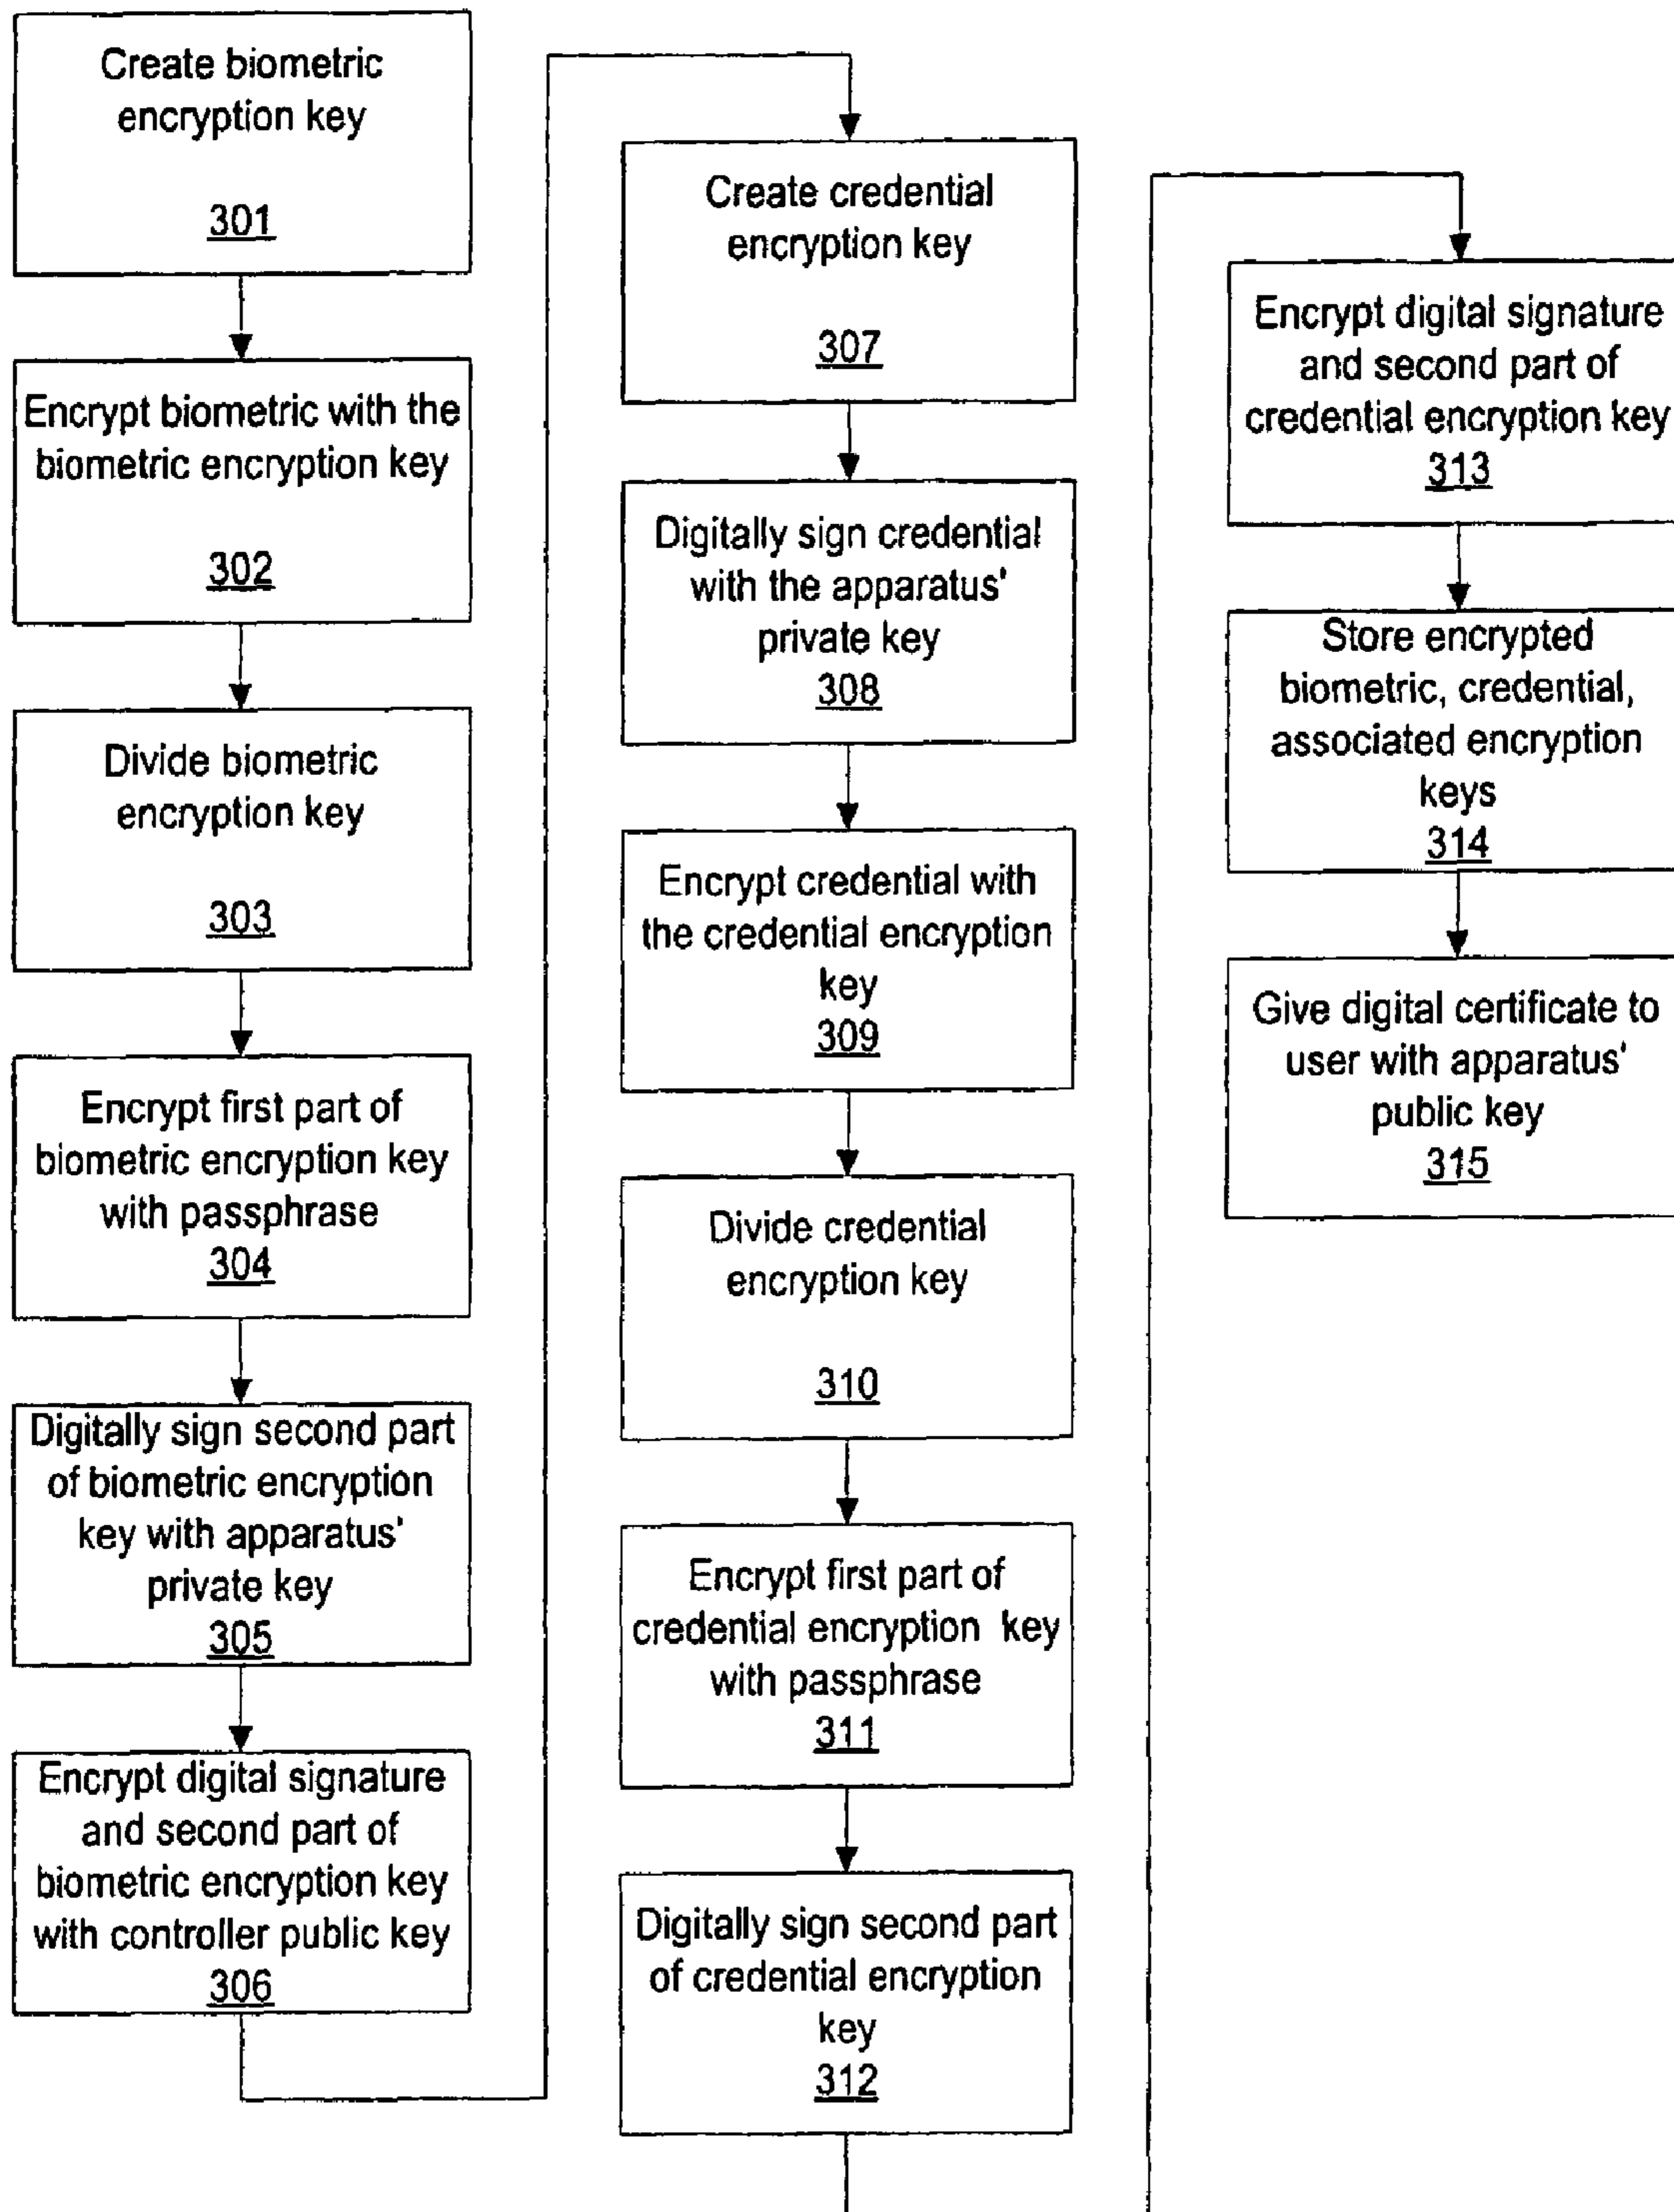 Create biometric
encryption key
301
Encrypt biometric with the
biometric encryption key
302
Divide biometric
encryption key
303
Encrypt first part of
biometric encryption key
with passphrase
304
Digitally sign second part
of biometric encryption
key with apparatus'
private key
305
Encrypt digital signature
and second part of
biometric encryption key
with controller public key
306
Create credential
encryption key
307
Digitally sign credential
with the apparatus'
private key
308
Encrypt credential with
the credential encryption
key
309
Divide credential
encryption key
310
Encrypt first part of
credential encryption key
with passphrase
311
Digitally sign second part
of credential encryption
key
312
Encrypt digital signature
and second part of
credential encryption key
313
Store encrypted
biometric, credential,
associated encryption
keys
314
Give digital certificate to
user with apparatus'
public key
315